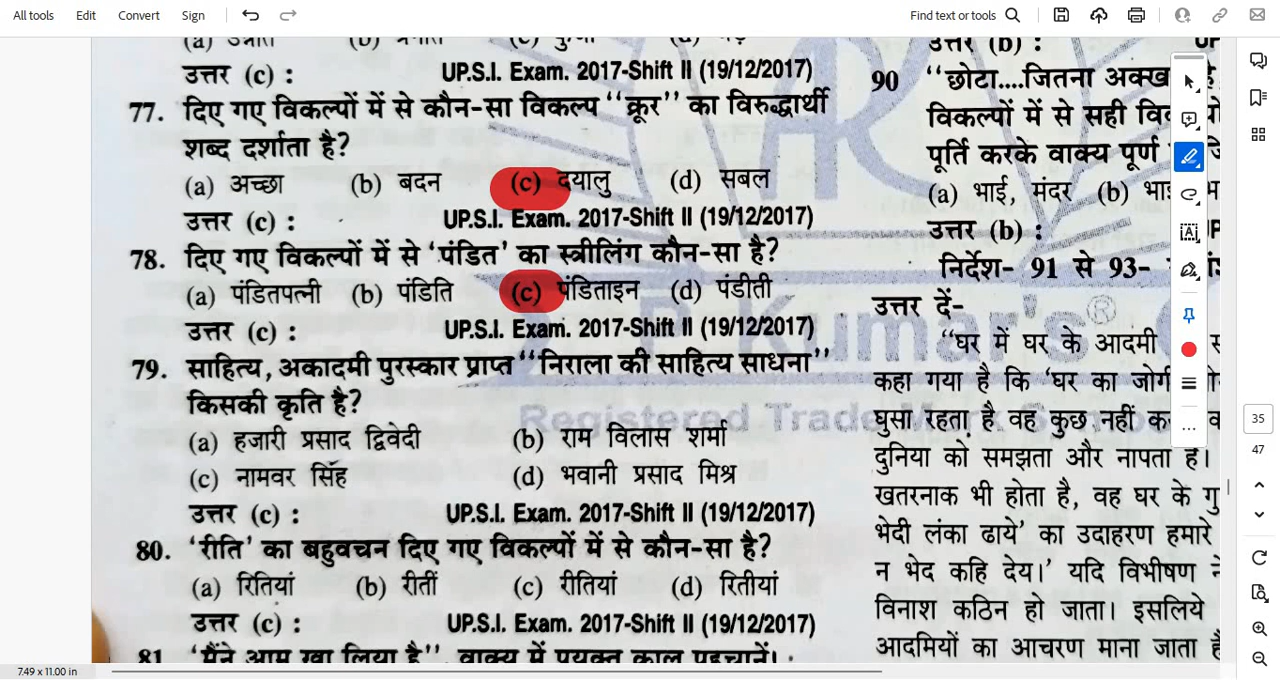 All tools Edit Convert Sign Find text or tools
उत्तर (c) : UP.S.I. Exam. 2017-Shift II (19/12/2017)
77. दिए गए विकल्पों में से कौन-सा विकल्प "क्रूर" का विरुद्धार्थी
शब्द दर्शाता है?
(a) अच्छा (b) बदन (c) दयालु (d) सबल
उत्तर (c) : UP.S.I. Exam. 2017-Shift II (19/12/2017)
78. दिए गए विकल्पों में से 'पंडित' का स्त्रीलिंग कौन-सा है?
(a) पंडितपत्नी (b) पंडिति (c) पंडिताइन (d) पंडीती
उत्तर (c) : UP.S.I. Exam. 2017-Shift II (19/12/2017)
79. साहित्य, अकादमी पुरस्कार प्राप्त "निराला की साहित्य साधना"
किसकी कृति है?
(a) हजारी प्रसाद द्विवेदी (b) राम विलास शर्मा
(c) नामवर सिंह (d) भवानी प्रसाद मिश्र
उत्तर (c) : UP.S.I. Exam. 2017-Shift II (19/12/2017)
80. 'रीति' का बहुवचन दिए गए विकल्पों में से कौन-सा है?
(a) रितियां (b) रीतीं (c) रीतियां (d) रितीयां
उत्तर (c) : UP.S.I. Exam. 2017-Shift II (19/12/2017)
81 'मैंने आम खा लिया है", वाक्य में प्रयुक्त काल पहचानें।
उत्तर (b) :
90 "छोटा....जितना अक्ख
विकल्पों में से सही
पूर्ति करके वाक्य पूर्ण
(a) भाई, मंदर (b)
उत्तर (b) :
निर्देश- 91 से 93-
उत्तर दें-
"घर में घर के आदमी
कहा गया है कि 'घर का जोगी
घुसा रहता है. वह कुछ नहीं
दुनिया को समझता और नापता है।
खतरनाक भी होता है, वह घर के गु
भेदी लंका ढाये' का उदाहरण हमारे
न भेद कहि देय।' यदि विभीषण ने
विनाश कठिन हो जाता। इसलिये
आदमियों का आचरण माना जाता है
Kumar's ®
Registered Trade Mark
35
47
7.49 x 11.00 in